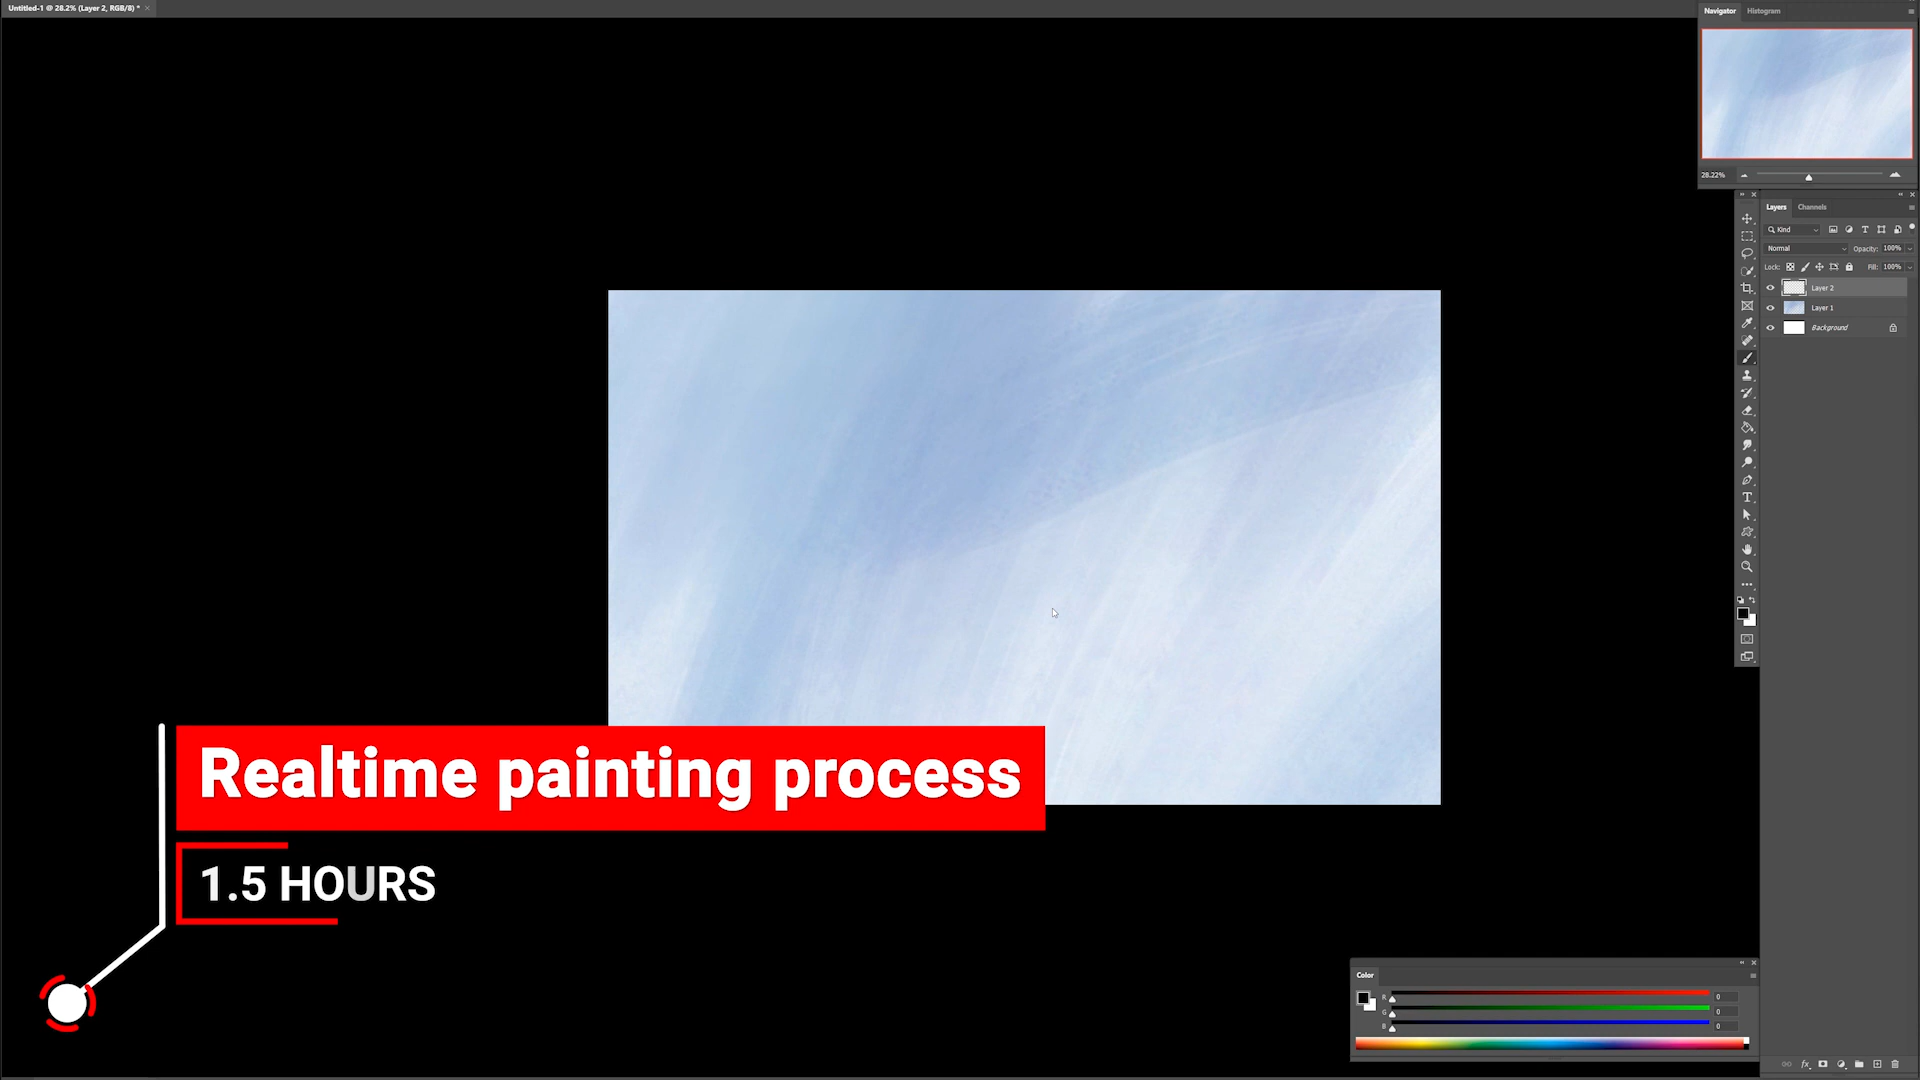 Untitled-1 @ 28.2% (Layer 2, RGB/8) *
Navigator
Histogram
28.22%
Layers
Channels
Kind
Normal
Opacity: 100%
Lock:
Fill: 100%
Layer 2
Layer 1
Background
Realtime painting process
1.5 HOURS
Color
R
0
G
0
B
0
fx